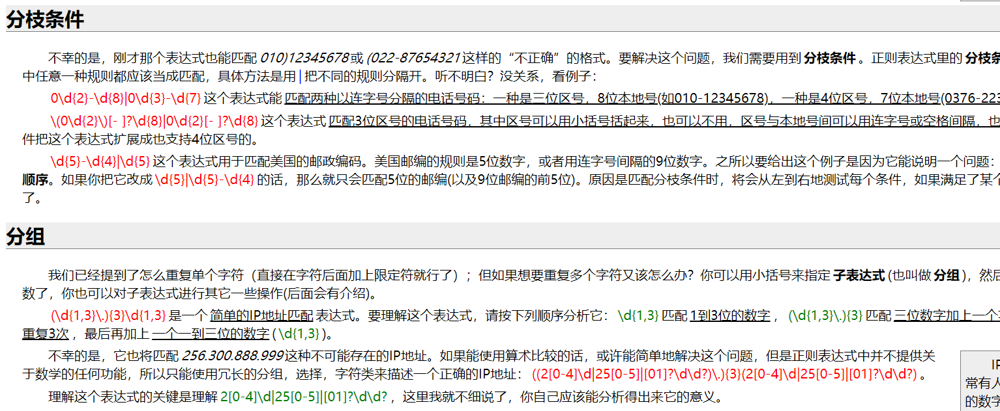 分枝条件
不幸的是，刚才那个表达式也能匹配 010)12345678或 (022-87654321这样的“不正确”的格式。要解决这个问题，我们需要用到 分枝条件 。正则表达式里的 分枝条
中任意一种规则都应该当成匹配，具体方法是用 | 把不同的规则分隔开。听不明白？没关系，看例子：
0\d{2}-\d{8}|0\d{3}-\d{7} 这个表达式能 匹配两种以连字号分隔的电话号码：一种是三位区号，8位本地号(如010-12345678)，一种是4位区号，7位本地号(0376-223
\(0\d{2}\)[- ]?\d{8}|0\d{2}[- ]?\d{8} 这个表达式 匹配3位区号的电话号码，其中区号可以用小括号括起来，也可以不用，区号与本地号间可以用连字号或空格间隔，也
件把这个表达式扩展成也支持4位区号的。
\d{5}-\d{4}|\d{5} 这个表达式用于匹配美国的邮政编码。美国邮编的规则是5位数字，或者用连字号间隔的9位数字。之所以要给出这个例子是因为它能说明一个问题：
顺序。如果你把它改成 \d{5}|\d{5}-\d{4} 的话，那么就只会匹配5位的邮编(以及9位邮编的前5位)。原因是匹配分枝条件时，将会从左到右地测试每个条件，如果满足了某个
了。
分组
我们已经提到了怎么重复单个字符（直接在字符后面加上限定符就行了）；但如果想要重复多个字符又该怎么办？你可以用小括号来指定 子表达式 (也叫做 分组 )，然后
数了，你也可以对子表达式进行其它一些操作(后面会有介绍)。
(\d{1,3}\.){3}\d{1,3} 是一个 简单的IP地址匹配 表达式。要理解这个表达式，请按下列顺序分析它： \d{1,3} 匹配 1到3位的数字 ， (\d{1,3}\.){3} 匹配 三位数字加上一个
重复3次 ，最后再加上 一个一到三位的数字 ( \d{1,3} )。
不幸的是，它也将匹配 256.300.888.999这种不可能存在的IP地址。如果能使用算术比较的话，或许能简单地解决这个问题，但是正则表达式中并不提供关
于数学的任何功能，所以只能使用冗长的分组，选择，字符类来描述一个正确的IP地址： ((2[0-4]\d|25[0-5]|[01]?\d\d?)\.){3}(2[0-4]\d|25[0-5]|[01]?\d\d?) 。
理解这个表达式的关键是理解 2[0-4]\d|25[0-5]|[01]?\d\d? ，这里我就不细说了，你自己应该能分析得出来它的意义。
常有人
的数字